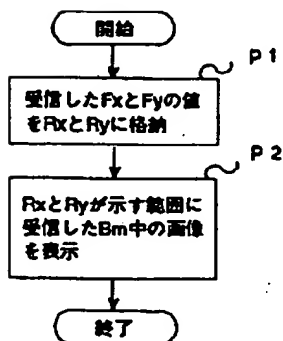 開始
P1
受信したFxとFyの値
をRxとRyに格納
P2
RxとRyが示す範囲に
受信したBm中の画像
を表示
終了